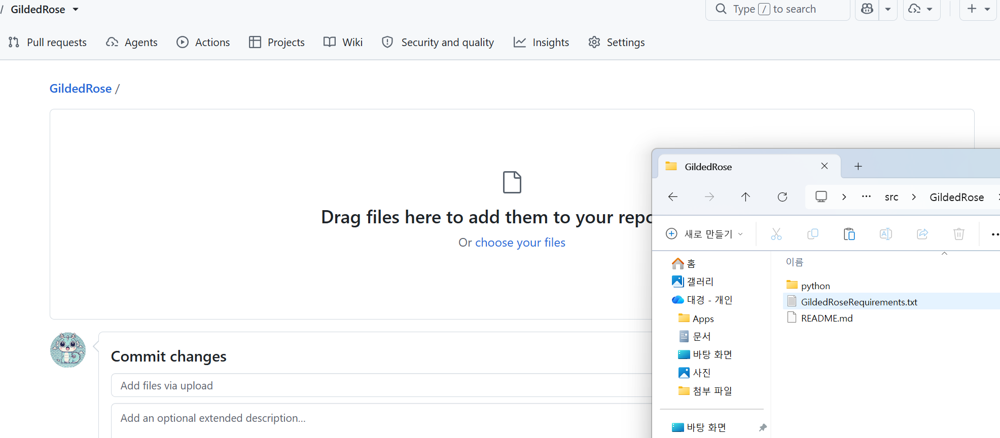 / GildedRose
Type / to search
Pull requests
Agents
Actions
Projects
Wiki
Security and quality
Insights
Settings
GildedRose /
Drag files here to add them to your
Or choose your files
Commit changes
Add files via upload
Add an optional extended description...
GildedRose
… src > GildedRose
새로 만들기
홈
갤러리
대경 - 개인
Apps
문서
바탕 화면
사진
첨부 파일
바탕 화면
이름
python
GildedRoseRequirements.txt
README.md